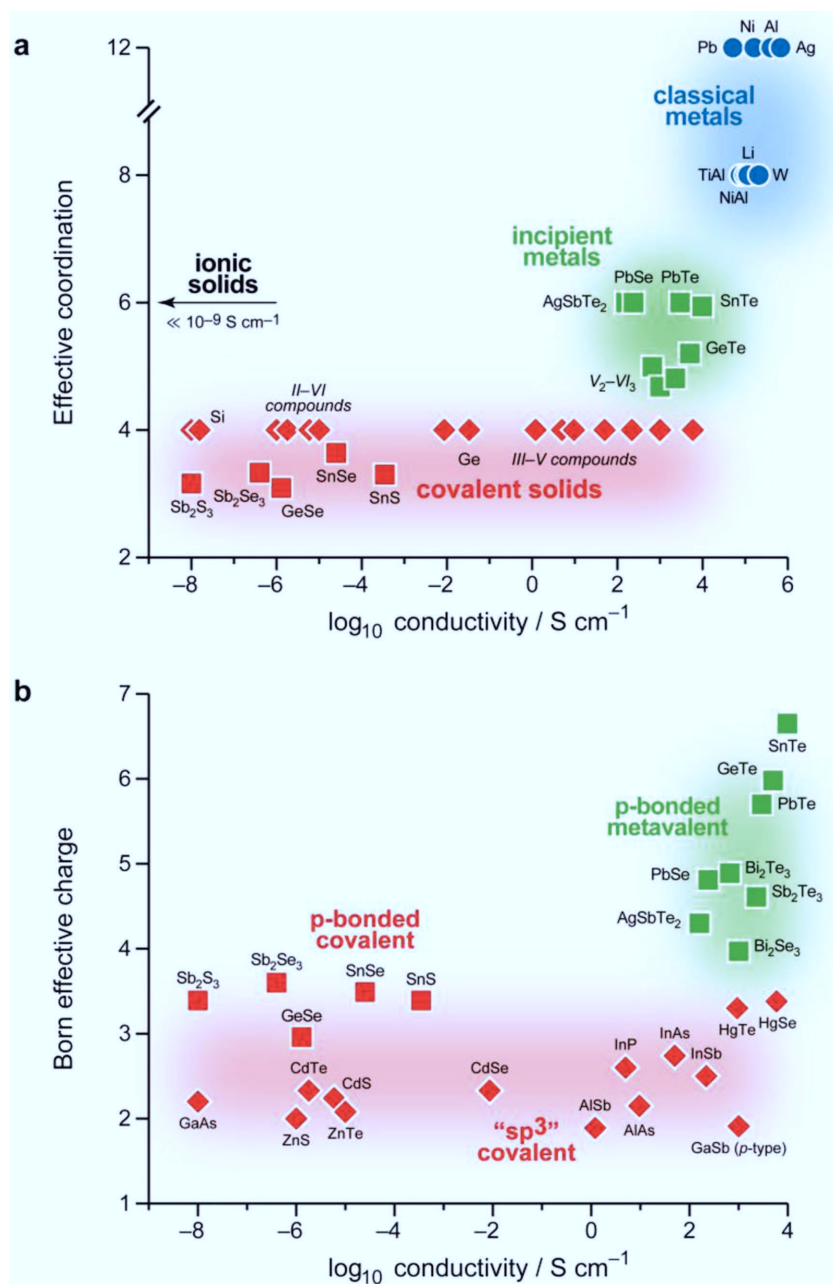 a
Ni Al
Pb Ag
12
classical
metals
Li
TiAl W
NiAl
8
Effective coordination
incipient
metals
ionic
solids
≪ 10⁻⁹ S cm⁻¹
PbSe PbTe
AgSbTe₂ SnTe
6
GeTe
V₂–VI₃
II–VI
compounds
Si
4
Ge
III–V compounds
SnSe
Sb₂Se₃
SnS
Sb₂S₃
GeSe
covalent solids
2
–8 –6 –4 –2 0 2 4 6
log₁₀ conductivity / S cm⁻¹
b
7
SnTe
GeTe
6
PbTe
p-bonded
metavalent
Born effective charge
5
PbSe Bi₂Te₃
Sb₂Te₃
AgSbTe₂
p-bonded
covalent
4
Bi₂Se₃
Sb₂S₃ Sb₂Se₃ SnSe SnS
GeSe
3
HgTe HgSe
InP InAs
InSb
CdTe CdSe
CdS
2
GaAs ZnS ZnTe
AlSb AlAs
GaSb (p-type)
“sp³”
covalent
1
–8 –6 –4 –2 0 2 4
log₁₀ conductivity / S cm⁻¹